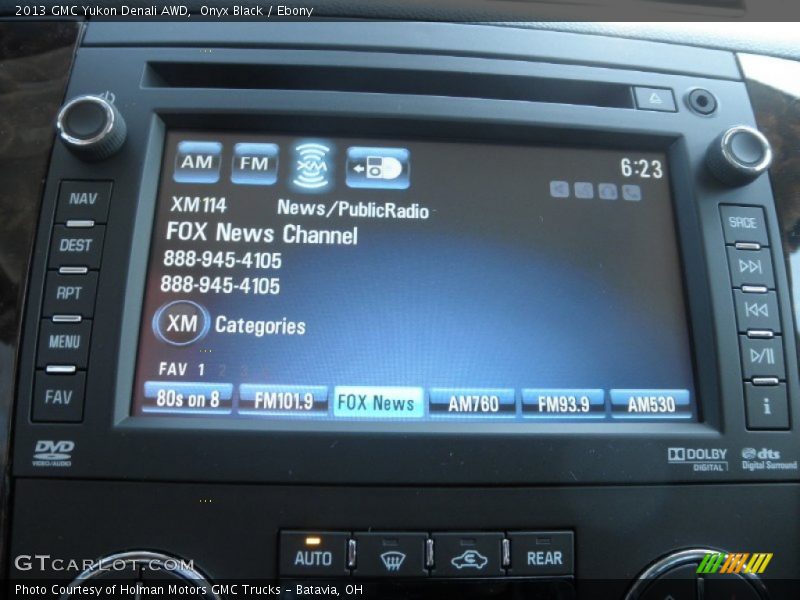 2013 GMC Yukon Denali AWD, Onyx Black / Ebony
AM FM XM 6:23
XM114 News/PublicRadio
FOX News Channel
888-945-4105
888-945-4105
XM Categories
FAV 1 2 3
80s on 8 FM101.9 FOX News AM760 FM93.9 AM530
NAV
DEST
RPT
MENU
FAV
SRCE
i
DVD
VIDEO/AUDIO
DOLBY
DIGITAL
dts
Digital Surround
AUTO REAR
GTCARLOT.COM
Photo Courtesy of Holman Motors GMC Trucks - Batavia, OH